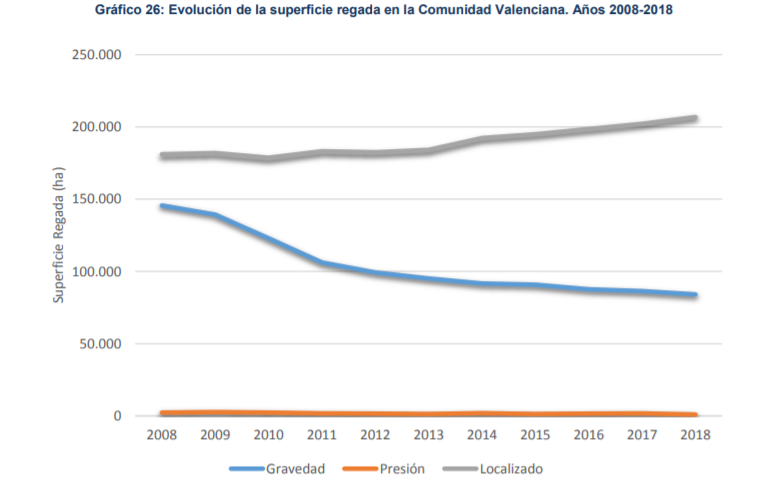 Gráfico 26: Evolución de la superficie regada en la Comunidad Valenciana. Años 2008-2018
250.000
200.000
150.000
100.000
50.000
0
Superficie Regada (ha)
2008 2009 2010 2011 2012 2013 2014 2015 2016 2017 2018
Gravedad Presión Localizado